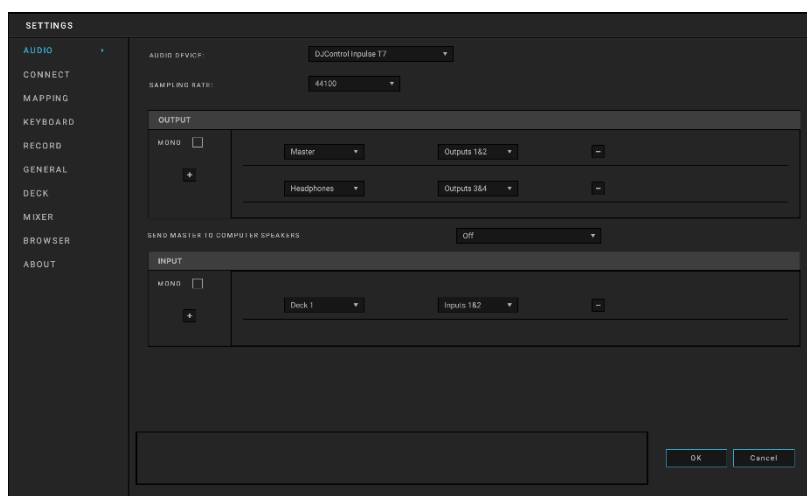 SETTINGS
AUDIO
CONNECT
MAPPING
KEYBOARD
RECORD
GENERAL
DECK
MIXER
BROWSER
ABOUT
AUDIO DEVICE: DJControl Inpulse T7
SAMPLING RATE: 44100
OUTPUT
MONO
Master Outputs 1&2 -
+
Headphones Outputs 3&4 -
SEND MASTER TO COMPUTER SPEAKERS Off
INPUT
MONO
Deck 1 Inputs 1&2 -
+
OK Cancel